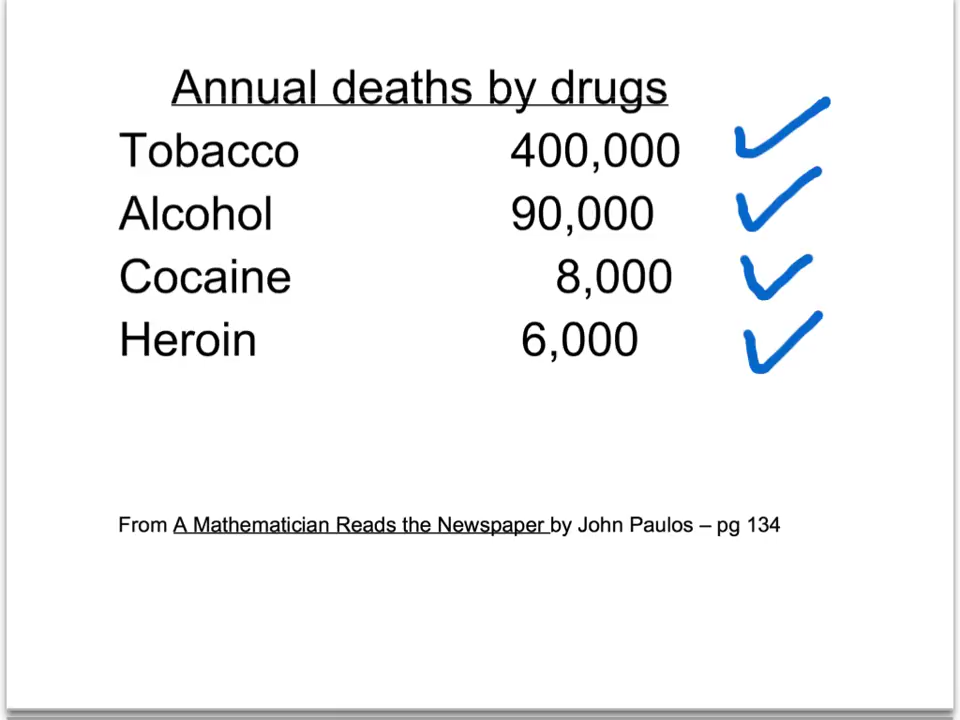 Annual deaths by drugs
Tobacco 400,000
Alcohol 90,000
Cocaine 8,000
Heroin 6,000
From A Mathematician Reads the Newspaper by John Paulos – pg 134